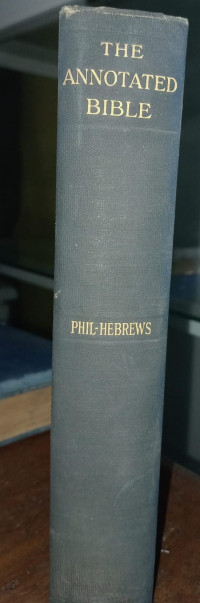 THE
ANNOTATED
BIBLE
PHIL-HEBREWS